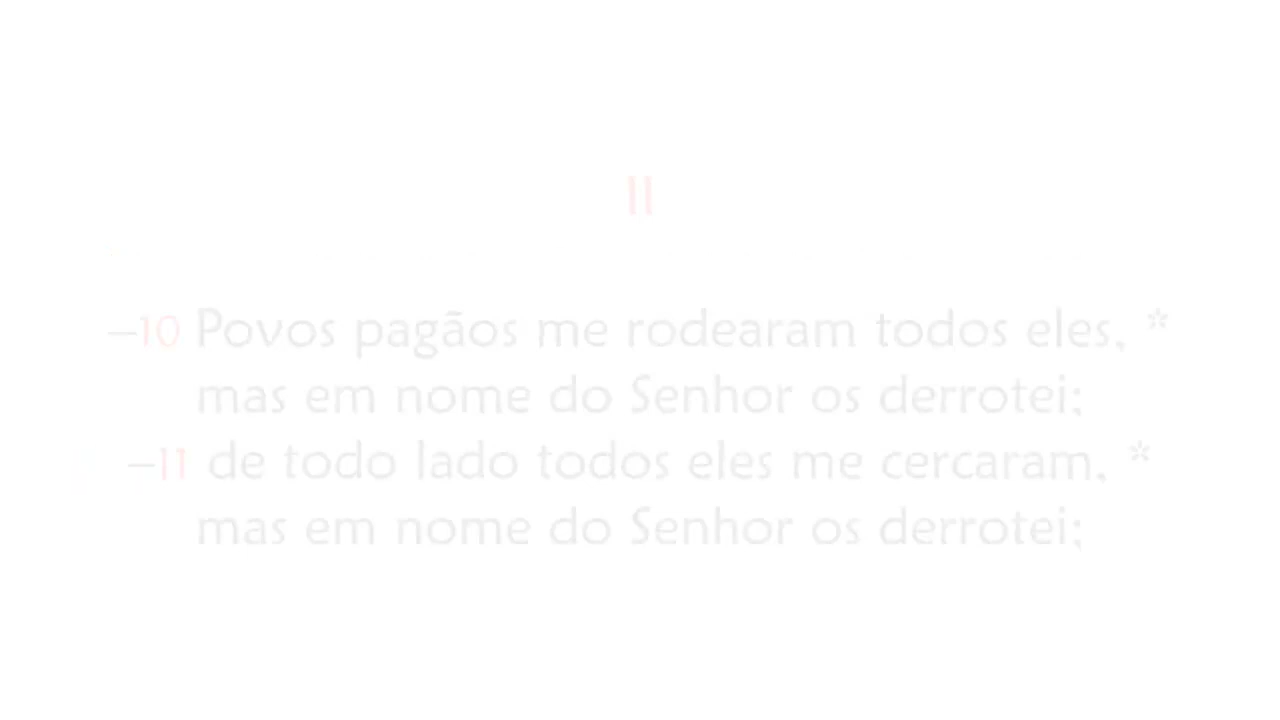 II
–10 Povos pagãos me rodearam todos eles, *
mas em nome do Senhor os derrotei;
–11 de todo lado todos eles me cercaram, *
mas em nome do Senhor os derrotei;